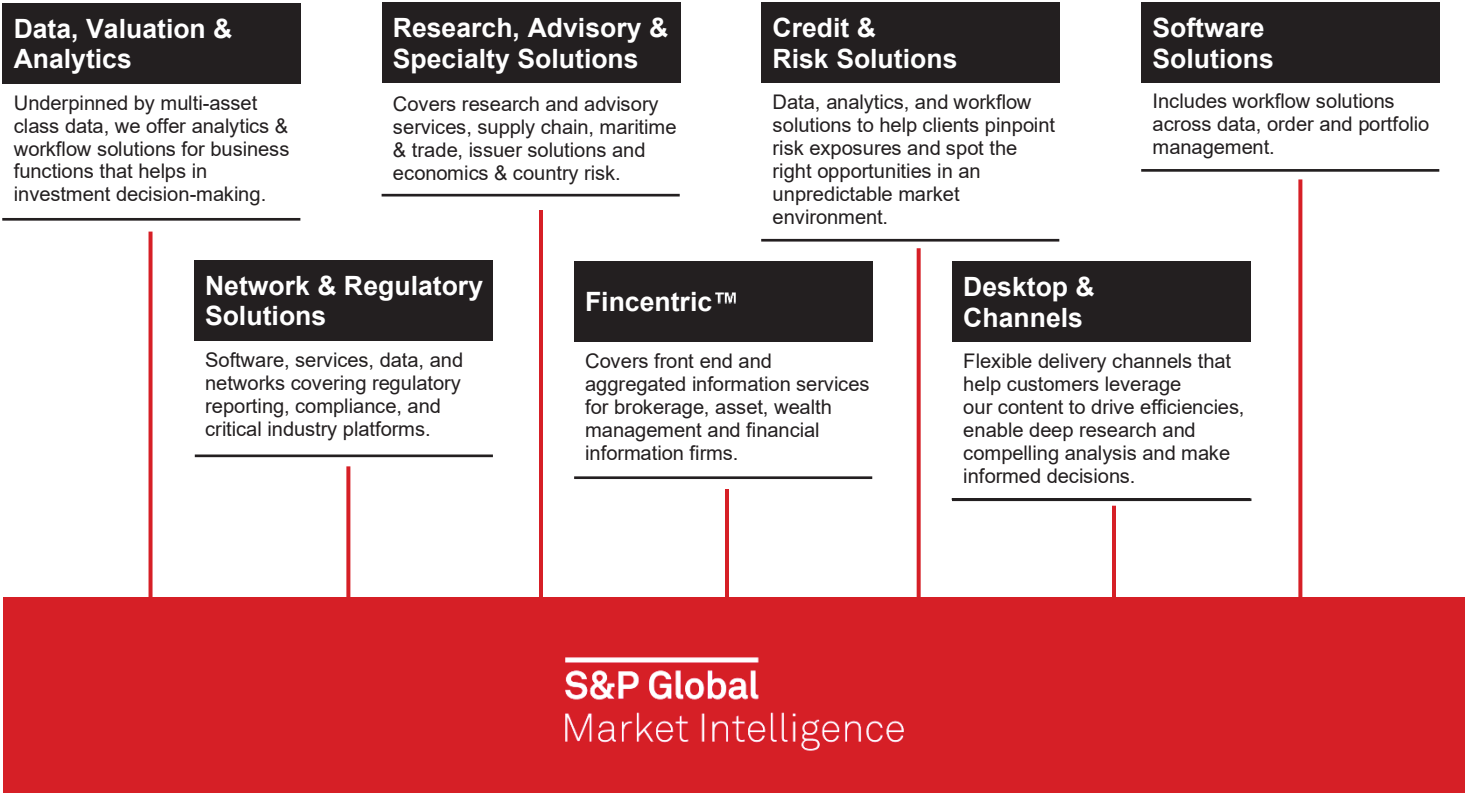 Data, Valuation &
Analytics
Underpinned by multi-asset
class data, we offer analytics &
workflow solutions for business
functions that helps in
investment decision-making.
Research, Advisory &
Specialty Solutions
Covers research and advisory
services, supply chain, maritime
& trade, issuer solutions and
economics & country risk.
Credit &
Risk Solutions
Data, analytics, and workflow
solutions to help clients pinpoint
risk exposures and spot the
right opportunities in an
unpredictable market
environment.
Software
Solutions
Includes workflow solutions
across data, order and portfolio
management.
Network & Regulatory
Solutions
Software, services, data, and
networks covering regulatory
reporting, compliance, and
critical industry platforms.
Fincentric™
Covers front end and
aggregated information services
for brokerage, asset, wealth
management and financial
information firms.
Desktop &
Channels
Flexible delivery channels that
help customers leverage
our content to drive efficiencies,
enable deep research and
compelling analysis and make
informed decisions.
S&P Global
Market Intelligence